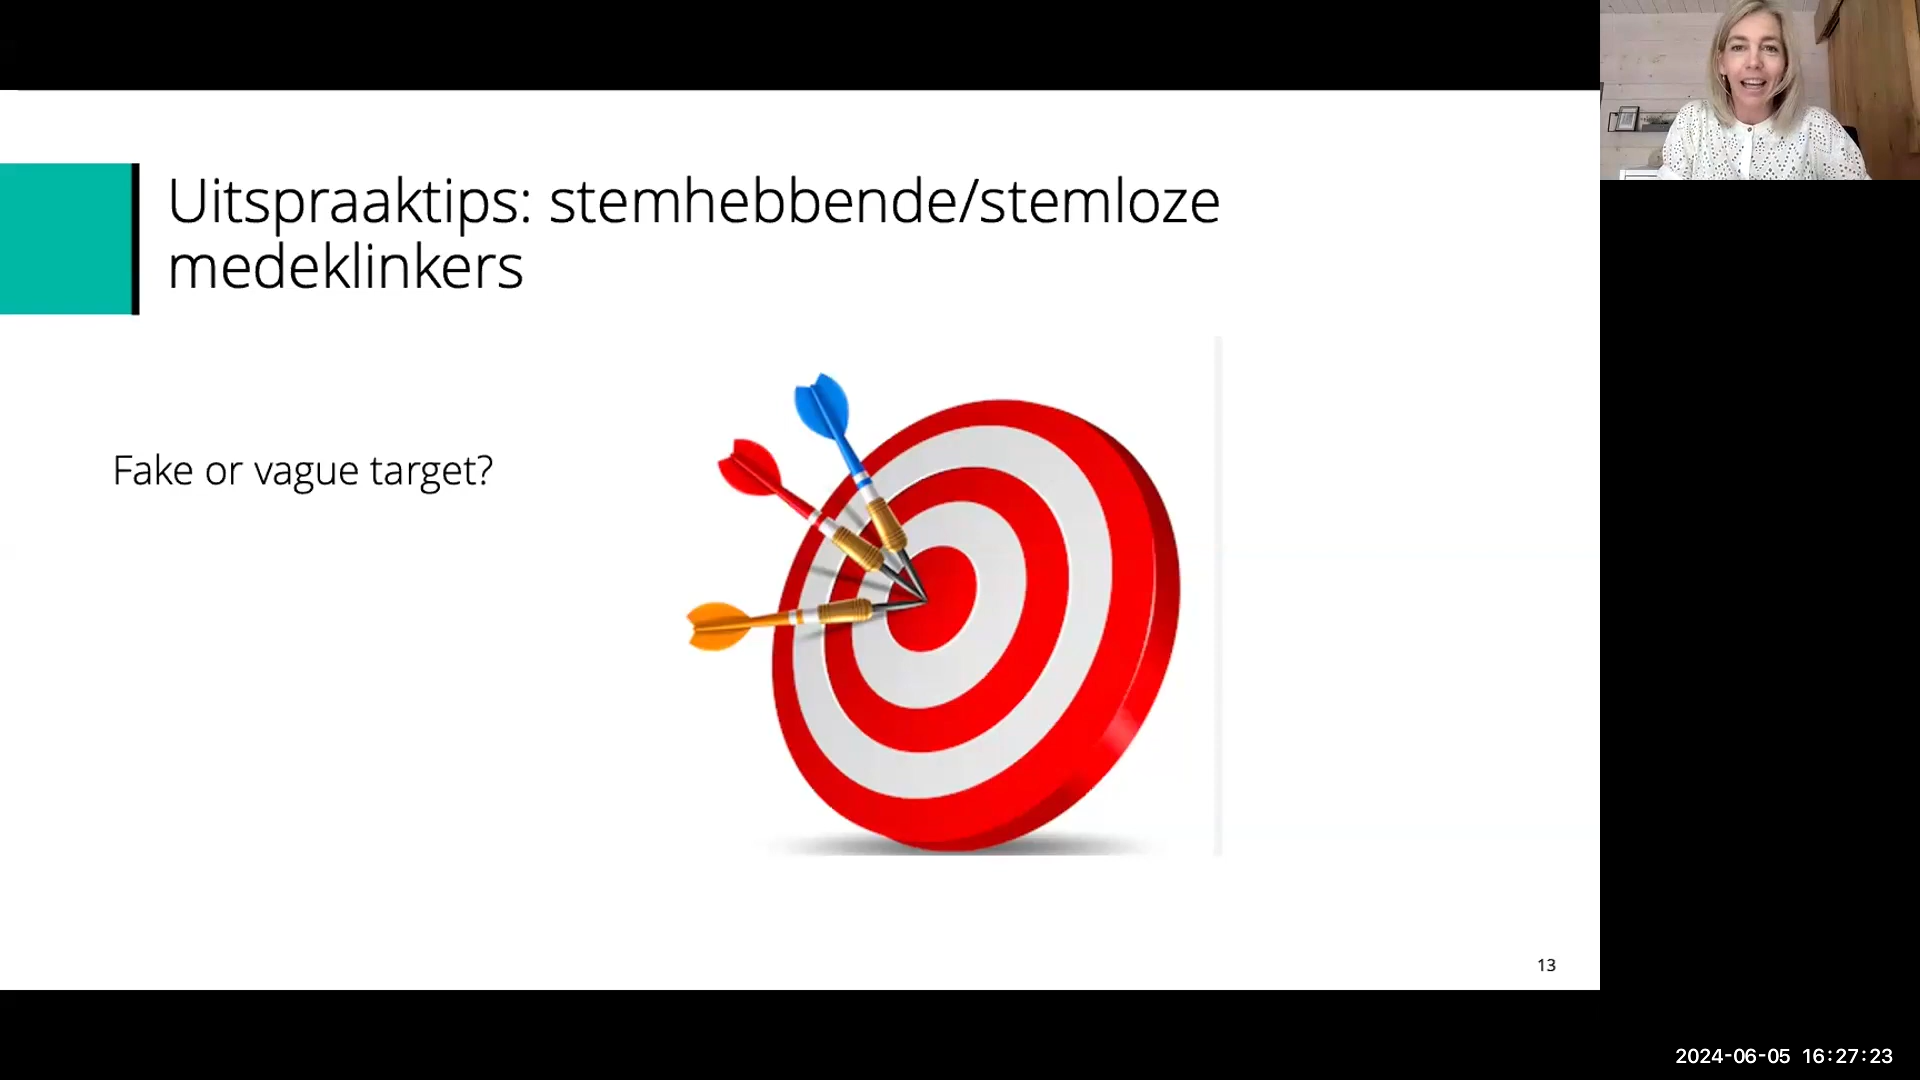 Uitspraaktips: stemhebbende/stemloze
medeklinkers
Fake or vague target?
13
2024-06-05 16:27:23